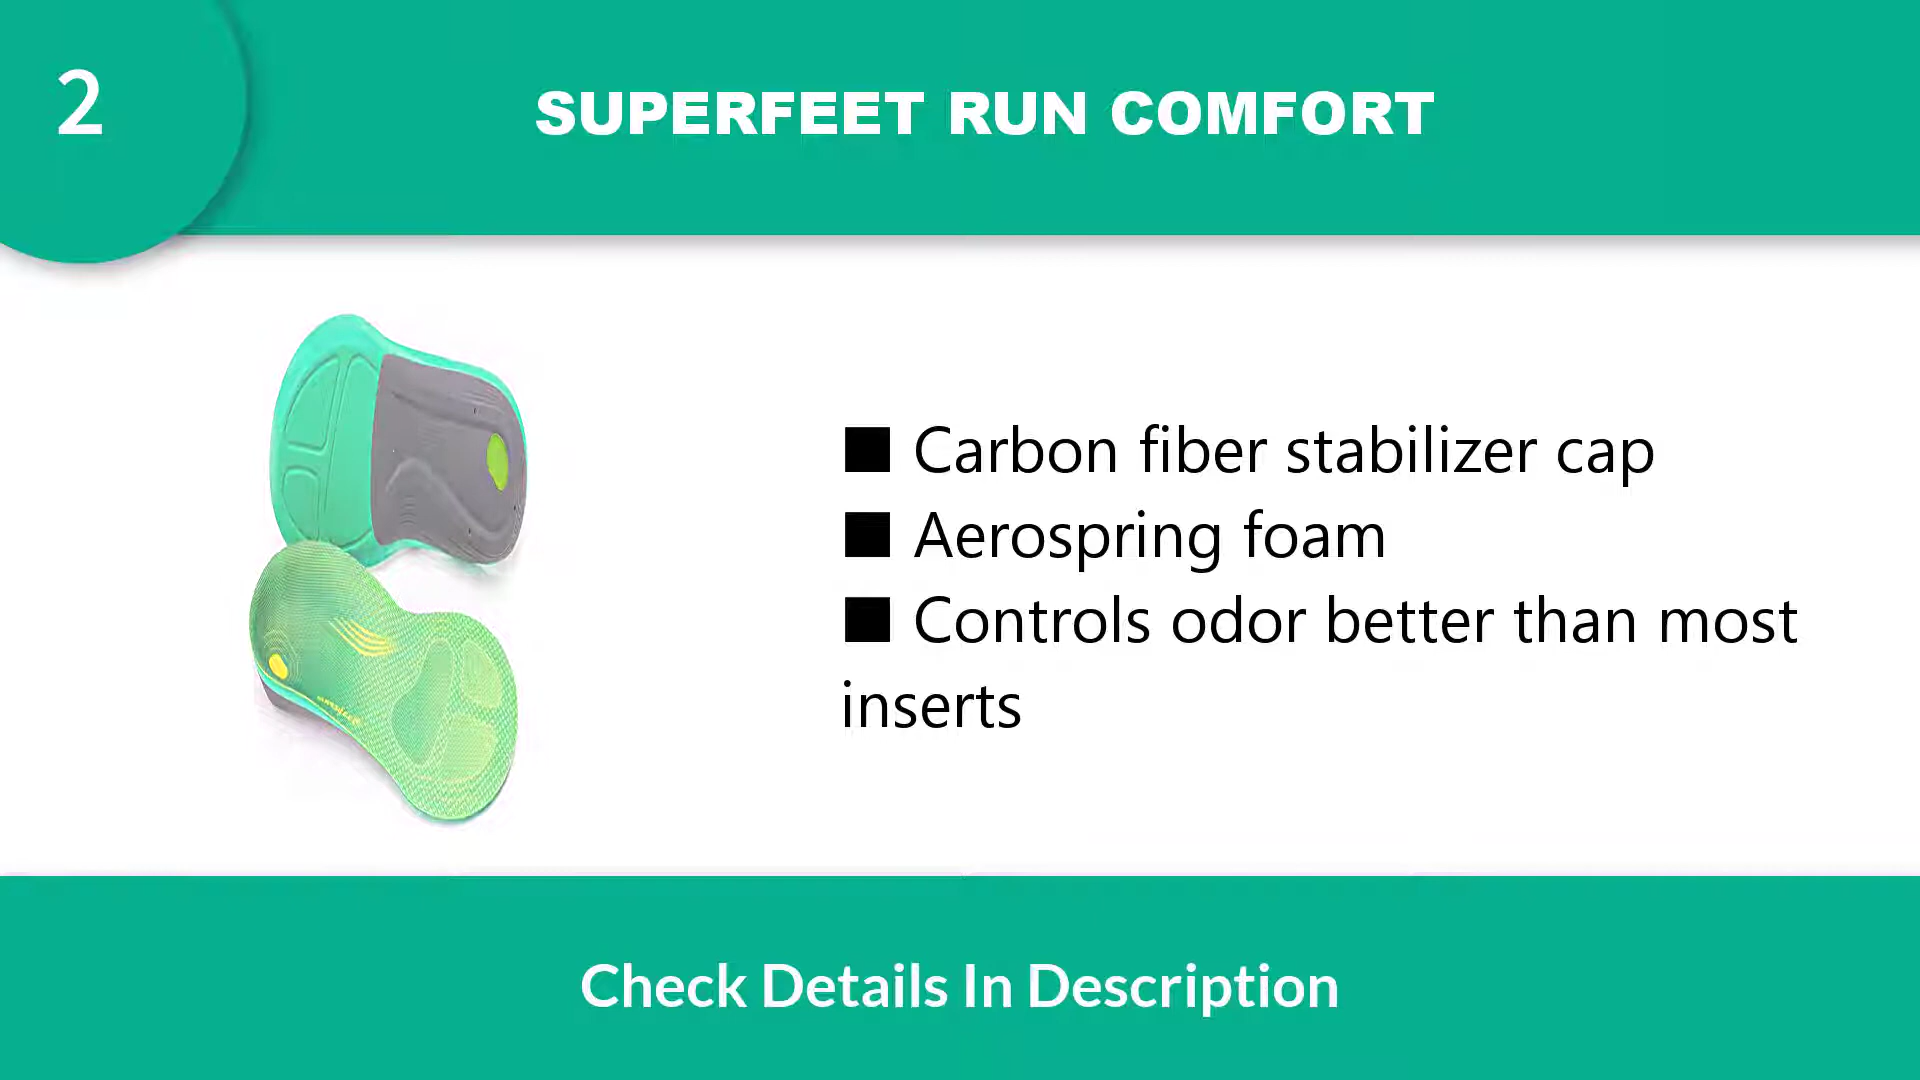 2
SUPERFEET RUN COMFORT
■ Carbon fiber stabilizer cap
■ Aerospring foam
■ Controls odor better than most
inserts
superfeet
Check Details In Description